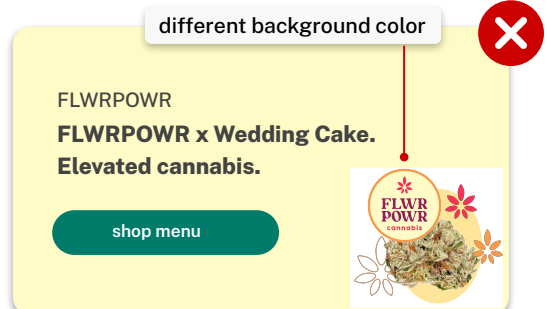 different background color
FLWRPOWR
FLWRPOWR x Wedding Cake.
Elevated cannabis.
shop menu
FLWR
POWR
cannabis